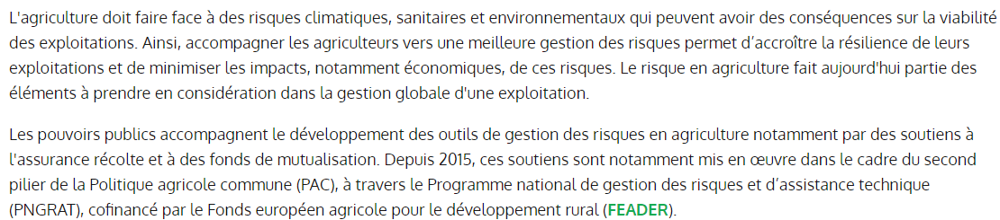 L'agriculture doit faire face à des risques climatiques, sanitaires et environnementaux qui peuvent avoir des conséquences sur la viabilité
des exploitations. Ainsi, accompagner les agriculteurs vers une meilleure gestion des risques permet d’accroître la résilience de leurs
exploitations et de minimiser les impacts, notamment économiques, de ces risques. Le risque en agriculture fait aujourd'hui partie des
éléments à prendre en considération dans la gestion globale d'une exploitation.
Les pouvoirs publics accompagnent le développement des outils de gestion des risques en agriculture notamment par des soutiens à
l'assurance récolte et à des fonds de mutualisation. Depuis 2015, ces soutiens sont notamment mis en œuvre dans le cadre du second
pilier de la Politique agricole commune (PAC), à travers le Programme national de gestion des risques et d’assistance technique
(PNGRAT), cofinancé par le Fonds européen agricole pour le développement rural (FEADER).